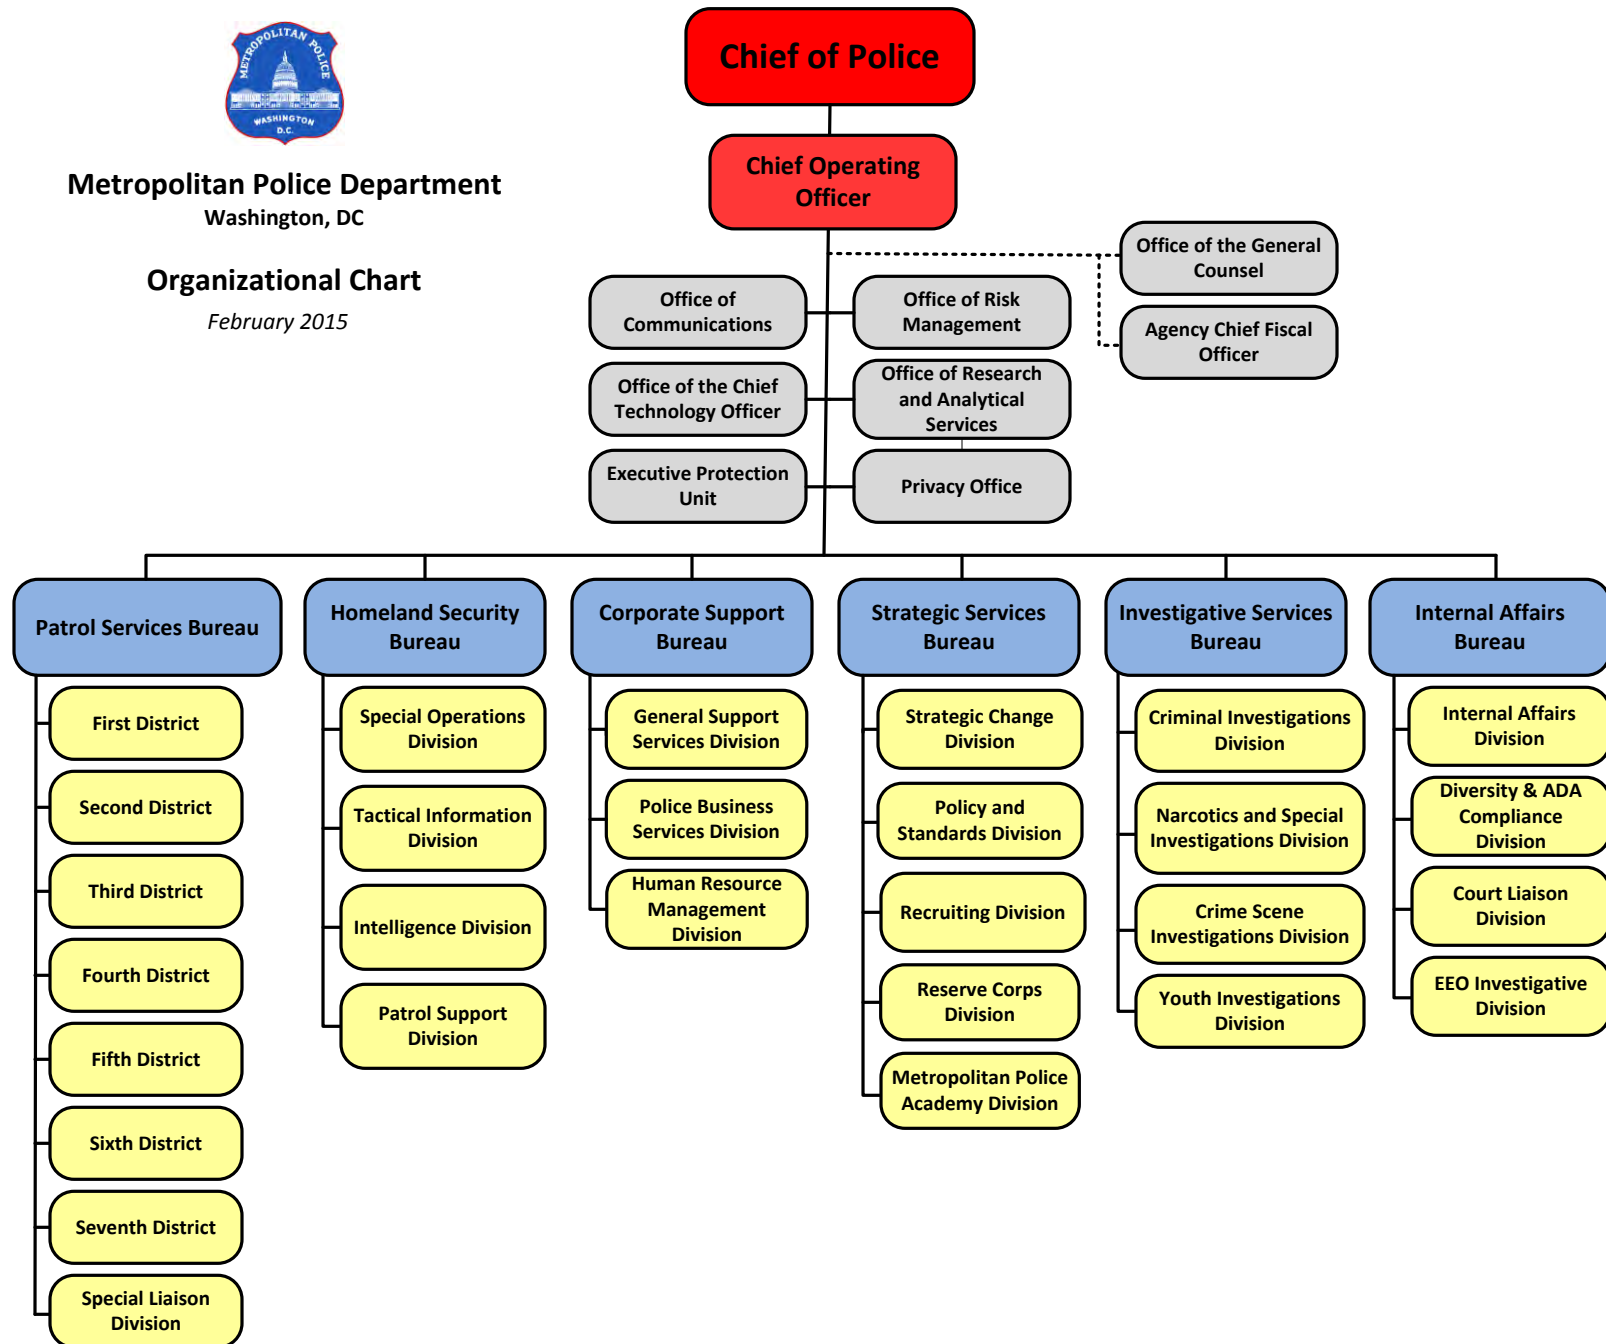 METROPOLITAN POLICE
WASHINGTON
D.C.
Metropolitan Police Department
Washington, DC
Organizational Chart
February 2015
Chief of Police
Chief Operating
Officer
Office of the General
Counsel
Agency Chief Fiscal
Officer
Office of
Communications
Office of Risk
Management
Office of the Chief
Technology Officer
Office of Research
and Analytical
Services
Executive Protection
Unit
Privacy Office
Patrol Services Bureau
First District
Second District
Third District
Fourth District
Fifth District
Sixth District
Seventh District
Special Liaison
Division
Homeland Security
Bureau
Special Operations
Division
Tactical Information
Division
Intelligence Division
Patrol Support
Division
Corporate Support
Bureau
General Support
Services Division
Police Business
Services Division
Human Resource
Management
Division
Strategic Services
Bureau
Strategic Change
Division
Policy and
Standards Division
Recruiting Division
Reserve Corps
Division
Metropolitan Police
Academy Division
Investigative Services
Bureau
Criminal Investigations
Division
Narcotics and Special
Investigations Division
Crime Scene
Investigations Division
Youth Investigations
Division
Internal Affairs
Bureau
Internal Affairs
Division
Diversity & ADA
Compliance
Division
Court Liaison
Division
EEO Investigative
Division